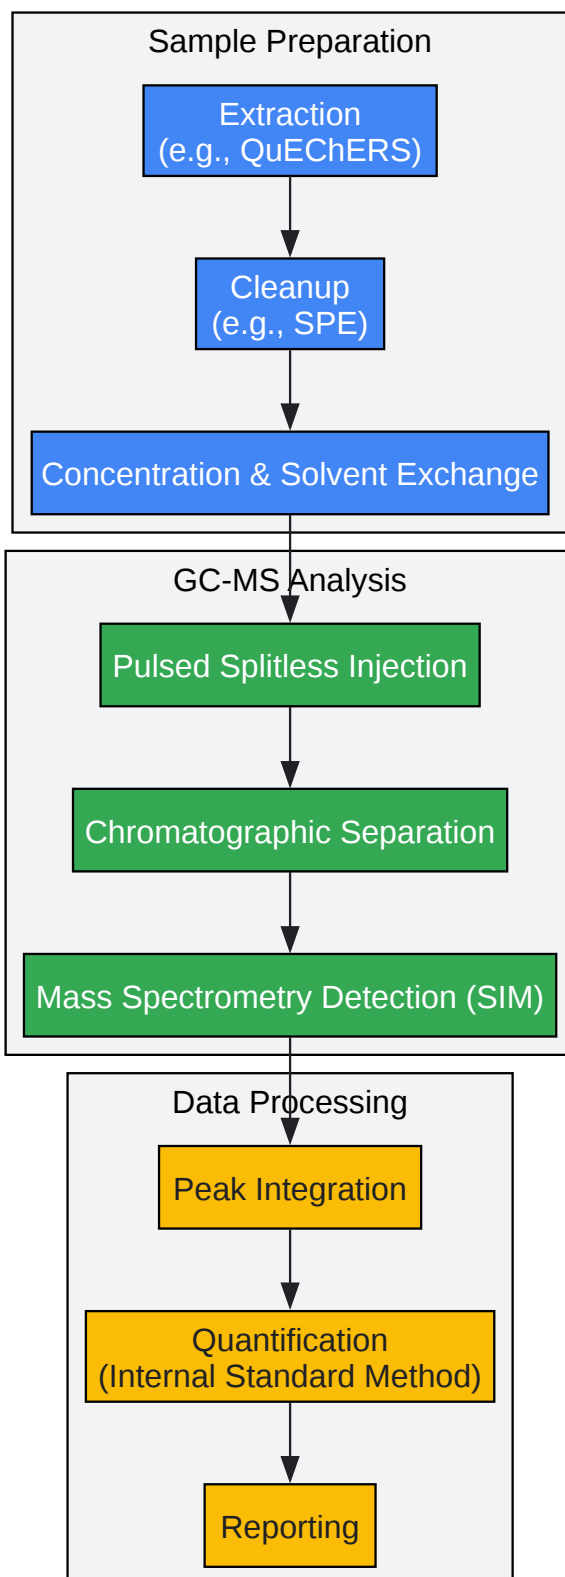 Sample Preparation
Extraction
(e.g., QuEChERS)
Cleanup
(e.g., SPE)
Concentration & Solvent Exchange
GC-MS Analysis
Pulsed Splitless Injection
Chromatographic Separation
Mass Spectrometry Detection (SIM)
Data Processing
Peak Integration
Quantification
(Internal Standard Method)
Reporting